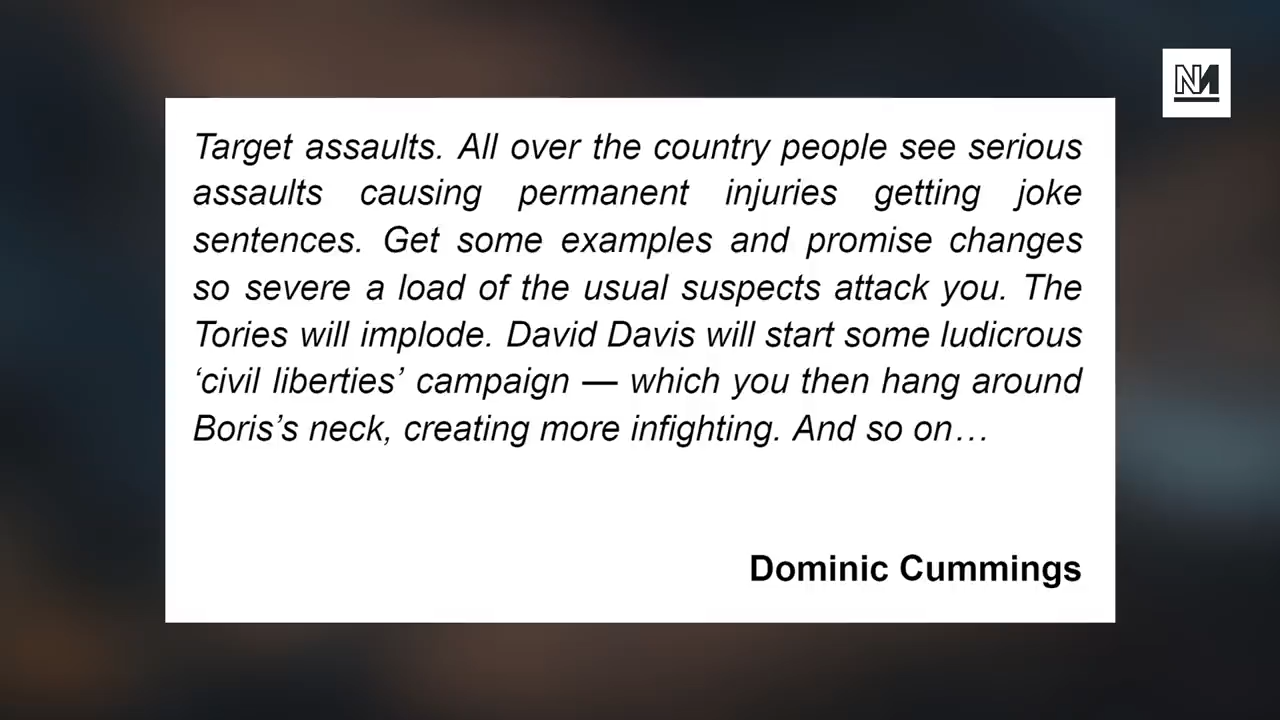 Target assaults. All over the country people see serious
assaults causing permanent injuries getting joke
sentences. Get some examples and promise changes
so severe a load of the usual suspects attack you. The
Tories will implode. David Davis will start some ludicrous
‘civil liberties’ campaign — which you then hang around
Boris’s neck, creating more infighting. And so on…
Dominic Cummings
NM